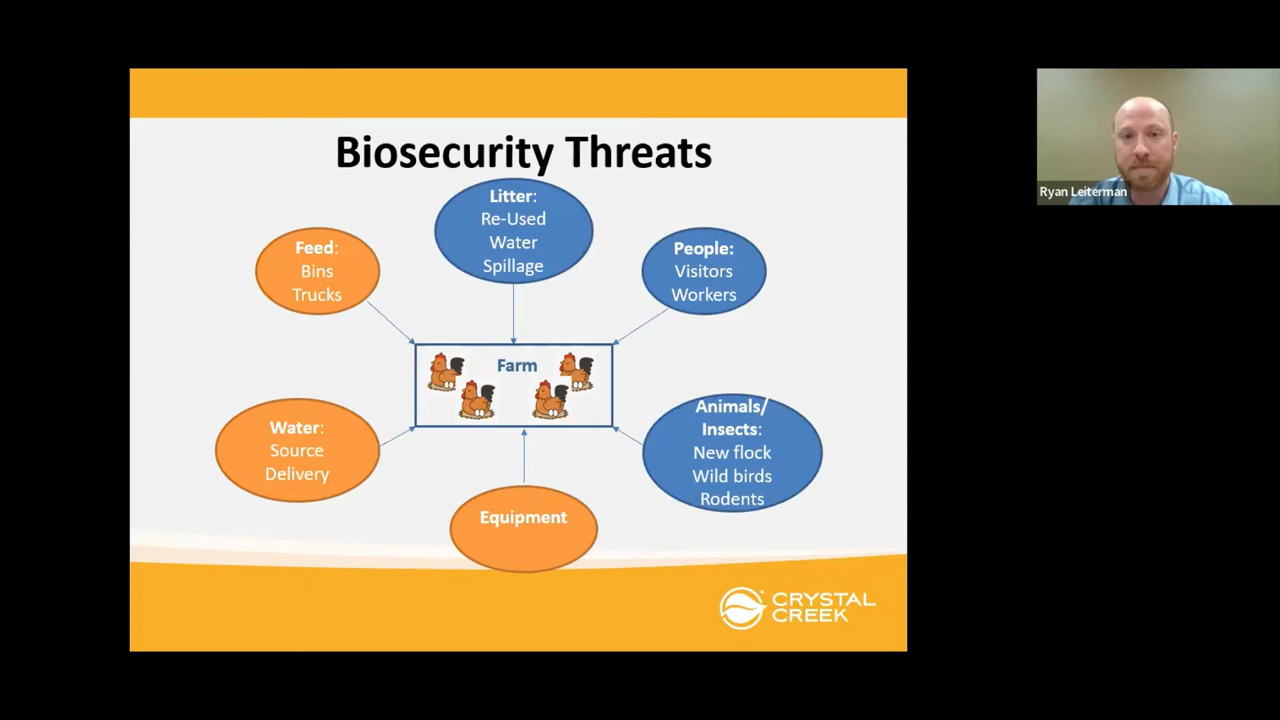 Biosecurity Threats
Litter:
Re-Used
Water
Spillage
Feed:
Bins
Trucks
People:
Visitors
Workers
Farm
Water:
Source
Delivery
Animals/
Insects:
New flock
Wild birds
Rodents
Equipment
CRYSTAL
CREEK
Ryan Leiterman